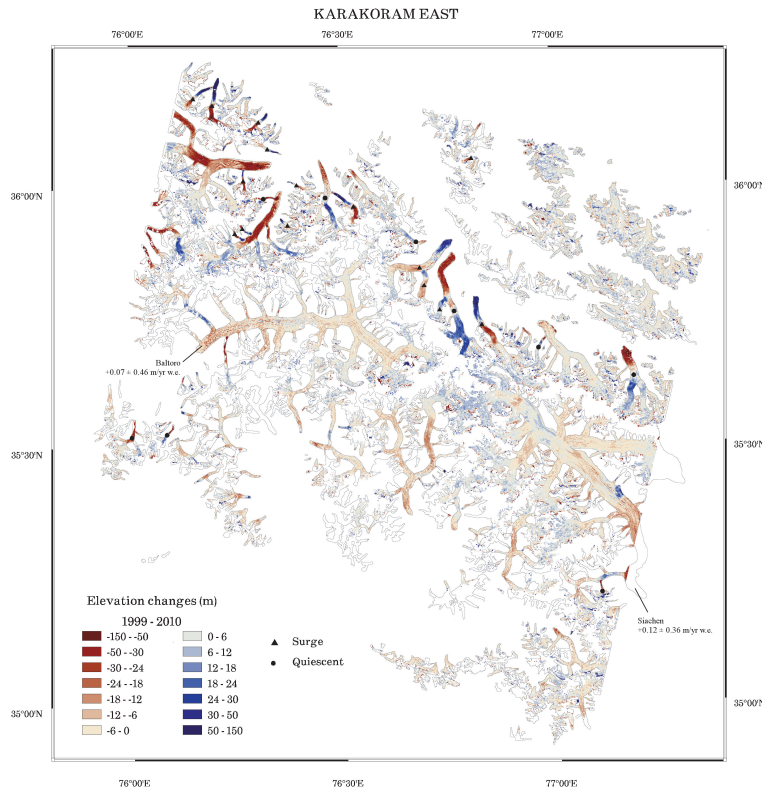 KARAKORAM EAST
76°00'E 76°30'E 77°00'E
36°00'N 36°00'N
Baltoro
+0.07 ± 0.46 m/yr w.e.
35°30'N 35°30'N
Siachen
+0.12 ± 0.36 m/yr w.e.
Elevation changes (m)
1999 - 2010
-150 - -50 0 - 6
-50 - -30 6 - 12
-30 - -24 12 - 18
-24 - -18 18 - 24
-18 - -12 24 - 30
-12 - -6 30 - 50
-6 - 0 50 - 150
Surge
Quiescent
35°00'N 35°00'N
76°00'E 76°30'E 77°00'E